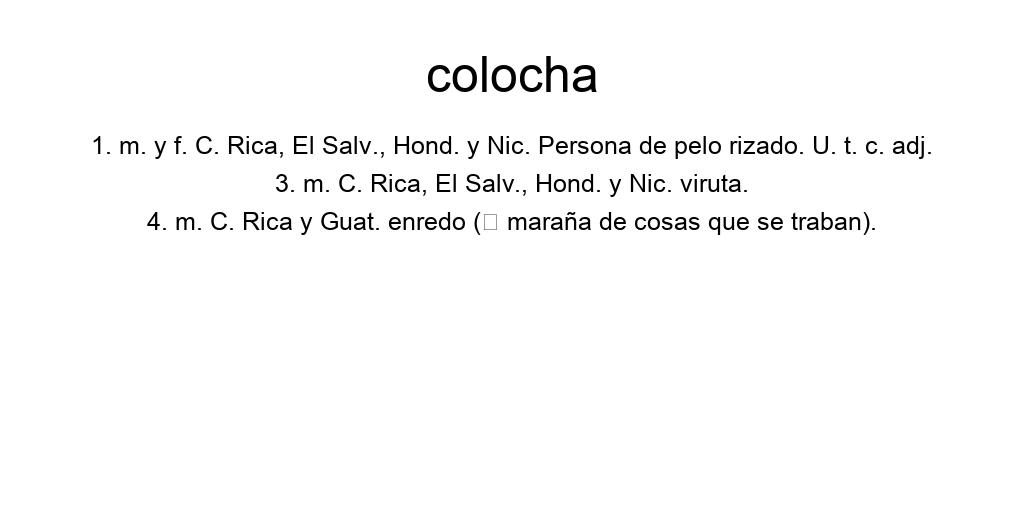 colocha
1. m. y f. C. Rica, El Salv., Hond. y Nic. Persona de pelo rizado. U. t. c. adj.
3. m. C. Rica, El Salv., Hond. y Nic. viruta.
4. m. C. Rica y Guat. enredo (□ maraña de cosas que se traban).